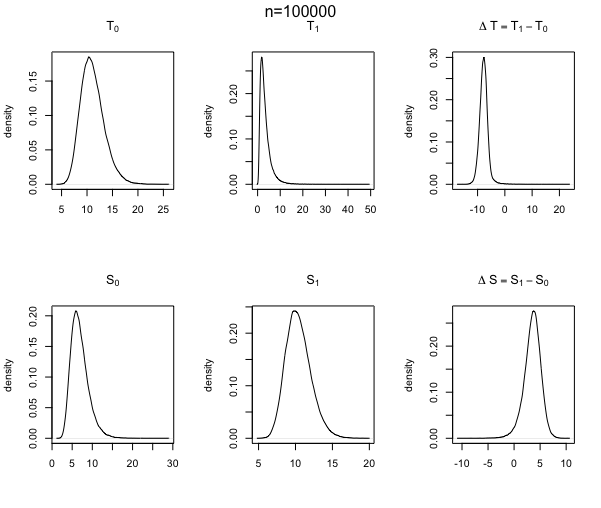 n=100000
T₀ T₁ Δ T = T₁ − T₀
density density density
0.00 0.05 0.10 0.15
0.00 0.10 0.20
0.00 0.10 0.20 0.30
5 10 15 20 25
0 10 20 30 40 50
-10 0 10 20
S₀ S₁ Δ S = S₁ − S₀
density density density
0.00 0.05 0.10 0.15 0.20
0.00 0.10 0.20
0.00 0.10 0.20
0 5 10 20 30
5 10 15 20
-10 -5 0 5 10